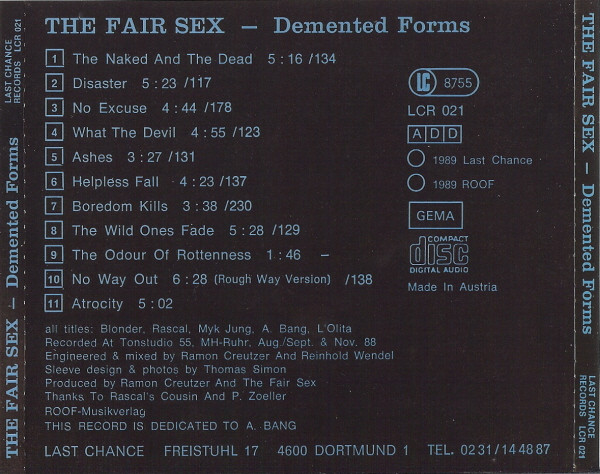 LAST CHANCE
RECORDS LCR 021
THE FAIR SEX — Demented Forms
THE FAIR SEX — Demented Forms
1 The Naked And The Dead 5:16 /134
2 Disaster 5:23 /117
3 No Excuse 4:44 /178
4 What The Devil 4:55 /123
5 Ashes 3:27 /131
6 Helpless Fall 4:23 /137
7 Boredom Kills 3:38 /230
8 The Wild Ones Fade 5:28 /129
9 The Odour Of Rottenness 1:46 —
10 No Way Out 6:28 (Rough Way Version) /138
11 Atrocity 5:02
LC 8755
LCR 021
ADD
1989 Last Chance
1989 ROOF
GEMA
COMPACT
disc
DIGITAL AUDIO
Made In Austria
all titles: Blonder, Rascal, Myk Jung, A. Bang, L'Olita
Recorded At Tonstudio 55, MH-Ruhr, Aug./Sept. & Nov. 88
Engineered & mixed by Ramon Creutzer And Reinhold Wendel
Sleeve design & photos by Thomas Simon
Produced by Ramon Creutzer And The Fair Sex
Thanks To Rascal's Cousin And P. Zoeller
ROOF-Musikverlag
THIS RECORD IS DEDICATED TO A. BANG
LAST CHANCE FREISTUHL 17 4600 DORTMUND 1 TEL. 0231/144887
THE FAIR SEX — Demented Forms
LAST CHANCE
RECORDS LCR 021